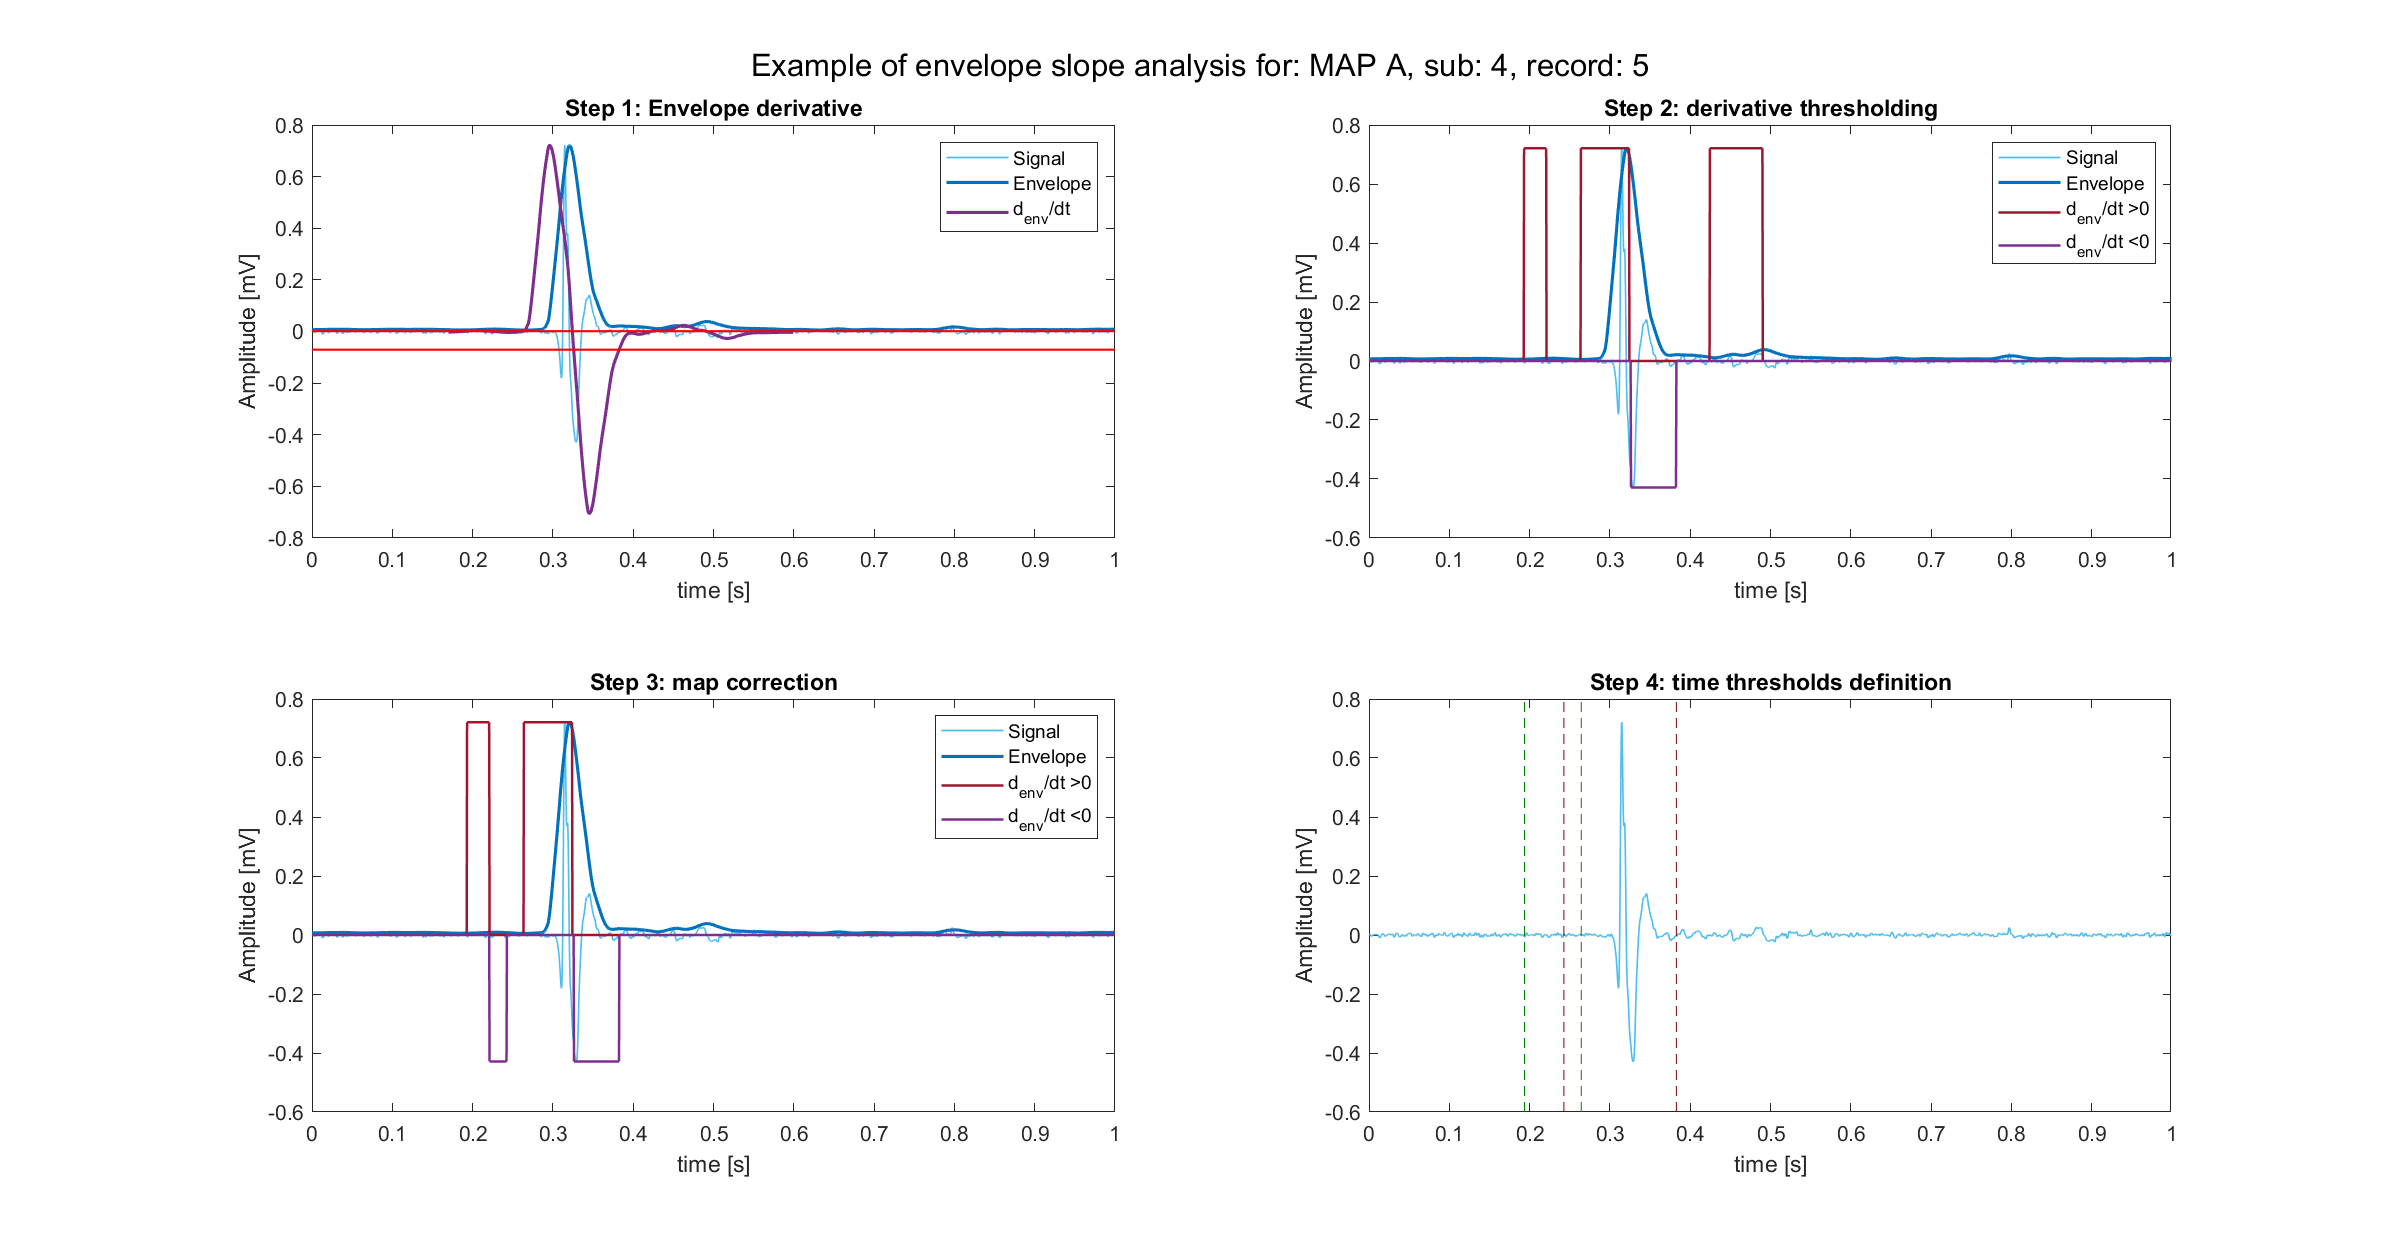 Example of envelope slope analysis for: MAP A, sub: 4, record: 5
Step 1: Envelope derivative
Amplitude [mV]
0.8
0.6
0.4
0.2
0
-0.2
-0.4
-0.6
-0.8
Signal
Envelope
d_env/dt
0 0.1 0.2 0.3 0.4 0.5 0.6 0.7 0.8 0.9 1
time [s]
Step 2: derivative thresholding
Amplitude [mV]
0.8
0.6
0.4
0.2
0
-0.2
-0.4
-0.6
Signal
Envelope
d_env/dt >0
d_env/dt <0
0 0.1 0.2 0.3 0.4 0.5 0.6 0.7 0.8 0.9 1
time [s]
Step 3: map correction
Amplitude [mV]
0.8
0.6
0.4
0.2
0
-0.2
-0.4
-0.6
Signal
Envelope
d_env/dt >0
d_env/dt <0
0 0.1 0.2 0.3 0.4 0.5 0.6 0.7 0.8 0.9 1
time [s]
Step 4: time thresholds definition
Amplitude [mV]
0.8
0.6
0.4
0.2
0
-0.2
-0.4
-0.6
0 0.1 0.2 0.3 0.4 0.5 0.6 0.7 0.8 0.9 1
time [s]